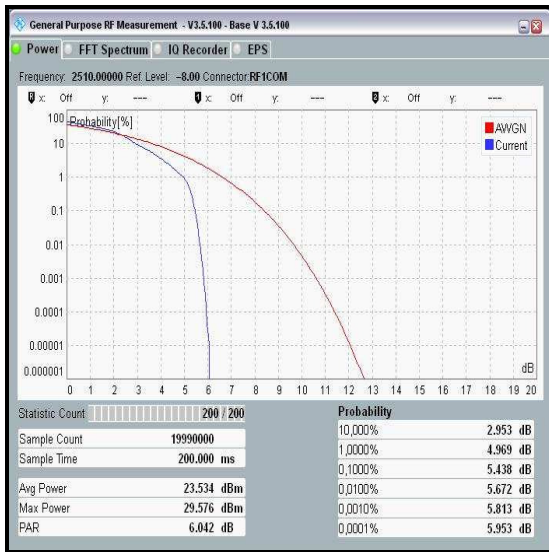 General Purpose RF Measurement - V3.5.100 - Base V 3.5.100
Power FFT Spectrum IQ Recorder EPS
Frequency: 2510.00000 Ref. Level: -8.00 Connector:RF1COM
R x: Off y: --- 1 x: Off y: --- 2 x: Off y: ---
100 Probability[%]
AWGN
10
Current
1
0.1
0.01
0.001
0.0001
0.00001
0.000001
dB
0 1 2 3 4 5 6 7 8 9 10 11 12 13 14 15 16 17 18 19 20
Statistic Count 200 / 200
Sample Count 19990000
Sample Time 200.000 ms
Avg Power 23.534 dBm
Max Power 29.576 dBm
PAR 6.042 dB
Probability
10,000% 2.953 dB
1,0000% 4.969 dB
0,1000% 5.438 dB
0,0100% 5.672 dB
0,0010% 5.813 dB
0,0001% 5.953 dB